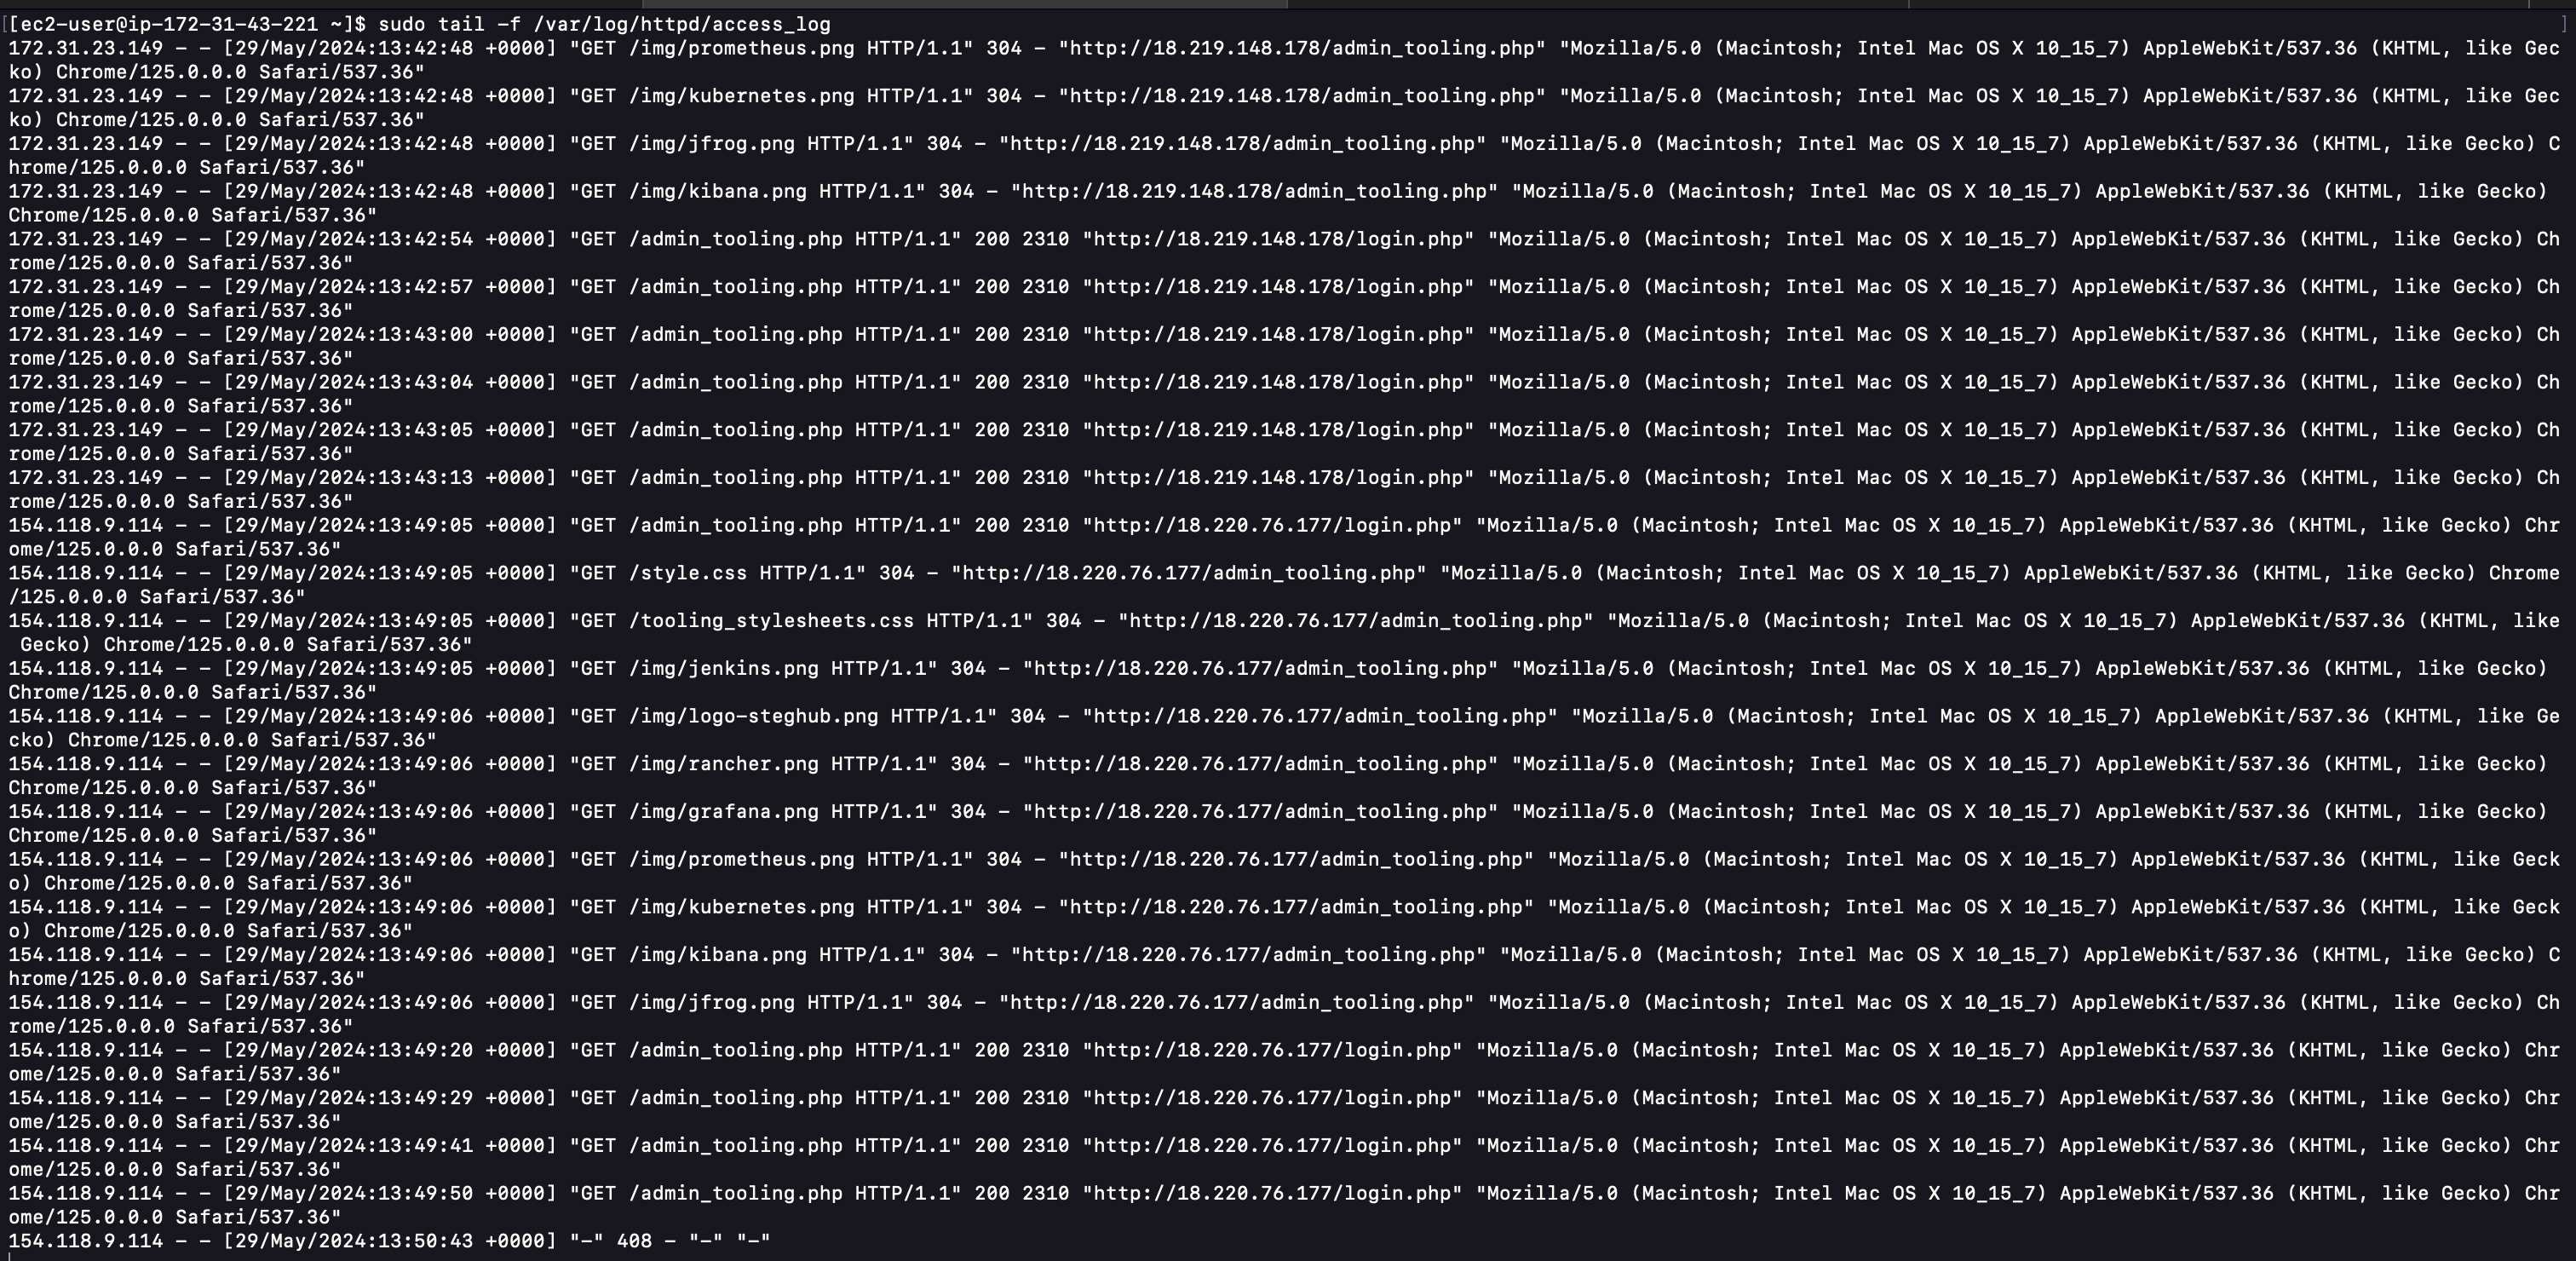 [[ec2-user@ip-172-31-43-221 ~]$ sudo tail -f /var/log/httpd/access_log ]
172.31.23.149 - - [29/May/2024:13:42:48 +0000] "GET /img/prometheus.png HTTP/1.1" 304 - "http://18.219.148.178/admin_tooling.php" "Mozilla/5.0 (Macintosh; Intel Mac OS X 10_15_7) AppleWebKit/537.36 (KHTML, like Gec
ko) Chrome/125.0.0.0 Safari/537.36"
172.31.23.149 - - [29/May/2024:13:42:48 +0000] "GET /img/kubernetes.png HTTP/1.1" 304 - "http://18.219.148.178/admin_tooling.php" "Mozilla/5.0 (Macintosh; Intel Mac OS X 10_15_7) AppleWebKit/537.36 (KHTML, like Gec
ko) Chrome/125.0.0.0 Safari/537.36"
172.31.23.149 - - [29/May/2024:13:42:48 +0000] "GET /img/jfrog.png HTTP/1.1" 304 - "http://18.219.148.178/admin_tooling.php" "Mozilla/5.0 (Macintosh; Intel Mac OS X 10_15_7) AppleWebKit/537.36 (KHTML, like Gecko) C
hrome/125.0.0.0 Safari/537.36"
172.31.23.149 - - [29/May/2024:13:42:48 +0000] "GET /img/kibana.png HTTP/1.1" 304 - "http://18.219.148.178/admin_tooling.php" "Mozilla/5.0 (Macintosh; Intel Mac OS X 10_15_7) AppleWebKit/537.36 (KHTML, like Gecko)
Chrome/125.0.0.0 Safari/537.36"
172.31.23.149 - - [29/May/2024:13:42:54 +0000] "GET /admin_tooling.php HTTP/1.1" 200 2310 "http://18.219.148.178/login.php" "Mozilla/5.0 (Macintosh; Intel Mac OS X 10_15_7) AppleWebKit/537.36 (KHTML, like Gecko) Ch
rome/125.0.0.0 Safari/537.36"
172.31.23.149 - - [29/May/2024:13:42:57 +0000] "GET /admin_tooling.php HTTP/1.1" 200 2310 "http://18.219.148.178/login.php" "Mozilla/5.0 (Macintosh; Intel Mac OS X 10_15_7) AppleWebKit/537.36 (KHTML, like Gecko) Ch
rome/125.0.0.0 Safari/537.36"
172.31.23.149 - - [29/May/2024:13:43:00 +0000] "GET /admin_tooling.php HTTP/1.1" 200 2310 "http://18.219.148.178/login.php" "Mozilla/5.0 (Macintosh; Intel Mac OS X 10_15_7) AppleWebKit/537.36 (KHTML, like Gecko) Ch
rome/125.0.0.0 Safari/537.36"
172.31.23.149 - - [29/May/2024:13:43:04 +0000] "GET /admin_tooling.php HTTP/1.1" 200 2310 "http://18.219.148.178/login.php" "Mozilla/5.0 (Macintosh; Intel Mac OS X 10_15_7) AppleWebKit/537.36 (KHTML, like Gecko) Ch
rome/125.0.0.0 Safari/537.36"
172.31.23.149 - - [29/May/2024:13:43:05 +0000] "GET /admin_tooling.php HTTP/1.1" 200 2310 "http://18.219.148.178/login.php" "Mozilla/5.0 (Macintosh; Intel Mac OS X 10_15_7) AppleWebKit/537.36 (KHTML, like Gecko) Ch
rome/125.0.0.0 Safari/537.36"
172.31.23.149 - - [29/May/2024:13:43:13 +0000] "GET /admin_tooling.php HTTP/1.1" 200 2310 "http://18.219.148.178/login.php" "Mozilla/5.0 (Macintosh; Intel Mac OS X 10_15_7) AppleWebKit/537.36 (KHTML, like Gecko) Ch
rome/125.0.0.0 Safari/537.36"
154.118.9.114 - - [29/May/2024:13:49:05 +0000] "GET /admin_tooling.php HTTP/1.1" 200 2310 "http://18.220.76.177/login.php" "Mozilla/5.0 (Macintosh; Intel Mac OS X 10_15_7) AppleWebKit/537.36 (KHTML, like Gecko) Chr
ome/125.0.0.0 Safari/537.36"
154.118.9.114 - - [29/May/2024:13:49:05 +0000] "GET /style.css HTTP/1.1" 304 - "http://18.220.76.177/admin_tooling.php" "Mozilla/5.0 (Macintosh; Intel Mac OS X 10_15_7) AppleWebKit/537.36 (KHTML, like Gecko) Chrome
/125.0.0.0 Safari/537.36"
154.118.9.114 - - [29/May/2024:13:49:05 +0000] "GET /tooling_stylesheets.css HTTP/1.1" 304 - "http://18.220.76.177/admin_tooling.php" "Mozilla/5.0 (Macintosh; Intel Mac OS X 10_15_7) AppleWebKit/537.36 (KHTML, like
 Gecko) Chrome/125.0.0.0 Safari/537.36"
154.118.9.114 - - [29/May/2024:13:49:05 +0000] "GET /img/jenkins.png HTTP/1.1" 304 - "http://18.220.76.177/admin_tooling.php" "Mozilla/5.0 (Macintosh; Intel Mac OS X 10_15_7) AppleWebKit/537.36 (KHTML, like Gecko)
Chrome/125.0.0.0 Safari/537.36"
154.118.9.114 - - [29/May/2024:13:49:06 +0000] "GET /img/logo-steghub.png HTTP/1.1" 304 - "http://18.220.76.177/admin_tooling.php" "Mozilla/5.0 (Macintosh; Intel Mac OS X 10_15_7) AppleWebKit/537.36 (KHTML, like Ge
cko) Chrome/125.0.0.0 Safari/537.36"
154.118.9.114 - - [29/May/2024:13:49:06 +0000] "GET /img/rancher.png HTTP/1.1" 304 - "http://18.220.76.177/admin_tooling.php" "Mozilla/5.0 (Macintosh; Intel Mac OS X 10_15_7) AppleWebKit/537.36 (KHTML, like Gecko)
Chrome/125.0.0.0 Safari/537.36"
154.118.9.114 - - [29/May/2024:13:49:06 +0000] "GET /img/grafana.png HTTP/1.1" 304 - "http://18.220.76.177/admin_tooling.php" "Mozilla/5.0 (Macintosh; Intel Mac OS X 10_15_7) AppleWebKit/537.36 (KHTML, like Gecko)
Chrome/125.0.0.0 Safari/537.36"
154.118.9.114 - - [29/May/2024:13:49:06 +0000] "GET /img/prometheus.png HTTP/1.1" 304 - "http://18.220.76.177/admin_tooling.php" "Mozilla/5.0 (Macintosh; Intel Mac OS X 10_15_7) AppleWebKit/537.36 (KHTML, like Geck
o) Chrome/125.0.0.0 Safari/537.36"
154.118.9.114 - - [29/May/2024:13:49:06 +0000] "GET /img/kubernetes.png HTTP/1.1" 304 - "http://18.220.76.177/admin_tooling.php" "Mozilla/5.0 (Macintosh; Intel Mac OS X 10_15_7) AppleWebKit/537.36 (KHTML, like Geck
o) Chrome/125.0.0.0 Safari/537.36"
154.118.9.114 - - [29/May/2024:13:49:06 +0000] "GET /img/kibana.png HTTP/1.1" 304 - "http://18.220.76.177/admin_tooling.php" "Mozilla/5.0 (Macintosh; Intel Mac OS X 10_15_7) AppleWebKit/537.36 (KHTML, like Gecko) C
hrome/125.0.0.0 Safari/537.36"
154.118.9.114 - - [29/May/2024:13:49:06 +0000] "GET /img/jfrog.png HTTP/1.1" 304 - "http://18.220.76.177/admin_tooling.php" "Mozilla/5.0 (Macintosh; Intel Mac OS X 10_15_7) AppleWebKit/537.36 (KHTML, like Gecko) Ch
rome/125.0.0.0 Safari/537.36"
154.118.9.114 - - [29/May/2024:13:49:20 +0000] "GET /admin_tooling.php HTTP/1.1" 200 2310 "http://18.220.76.177/login.php" "Mozilla/5.0 (Macintosh; Intel Mac OS X 10_15_7) AppleWebKit/537.36 (KHTML, like Gecko) Chr
ome/125.0.0.0 Safari/537.36"
154.118.9.114 - - [29/May/2024:13:49:29 +0000] "GET /admin_tooling.php HTTP/1.1" 200 2310 "http://18.220.76.177/login.php" "Mozilla/5.0 (Macintosh; Intel Mac OS X 10_15_7) AppleWebKit/537.36 (KHTML, like Gecko) Chr
ome/125.0.0.0 Safari/537.36"
154.118.9.114 - - [29/May/2024:13:49:41 +0000] "GET /admin_tooling.php HTTP/1.1" 200 2310 "http://18.220.76.177/login.php" "Mozilla/5.0 (Macintosh; Intel Mac OS X 10_15_7) AppleWebKit/537.36 (KHTML, like Gecko) Chr
ome/125.0.0.0 Safari/537.36"
154.118.9.114 - - [29/May/2024:13:49:50 +0000] "GET /admin_tooling.php HTTP/1.1" 200 2310 "http://18.220.76.177/login.php" "Mozilla/5.0 (Macintosh; Intel Mac OS X 10_15_7) AppleWebKit/537.36 (KHTML, like Gecko) Chr
ome/125.0.0.0 Safari/537.36"
154.118.9.114 - - [29/May/2024:13:50:43 +0000] "-" 408 - "-" "-"